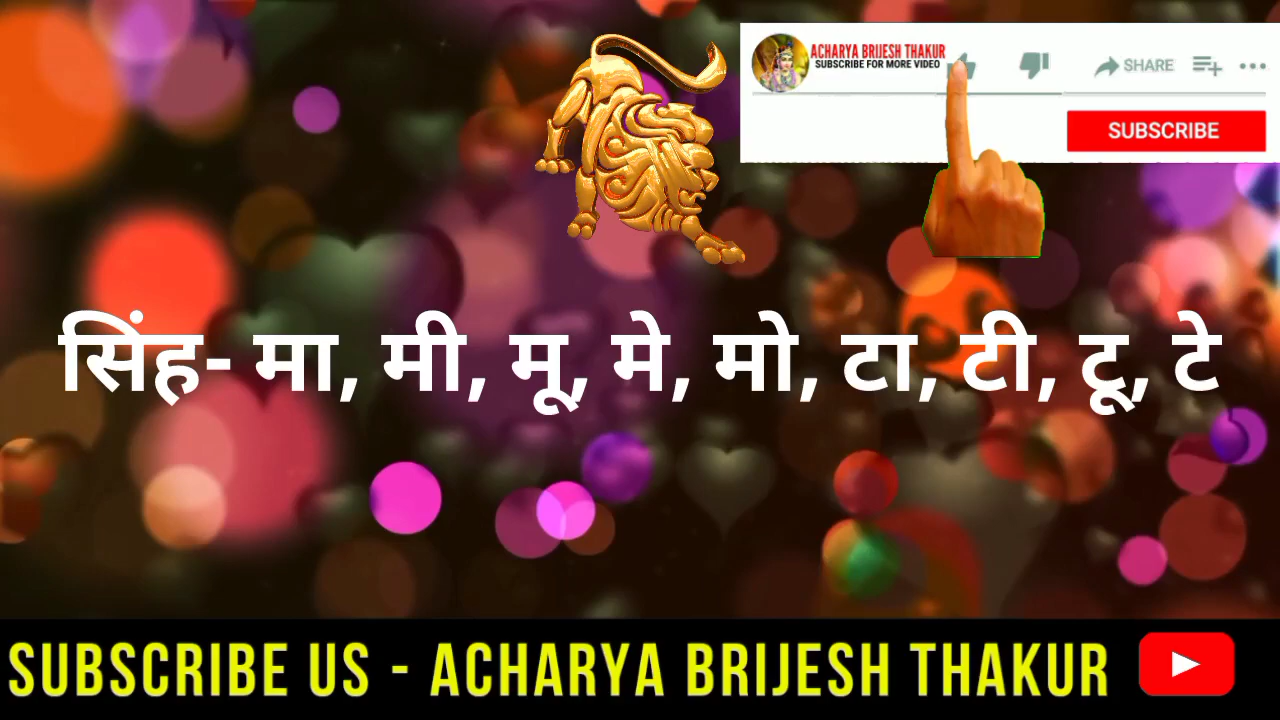 ACHARYA BRIJESH THAKUR
SUBSCRIBE FOR MORE VIDEO
SHARE
SUBSCRIBE
सिंह- मा, मी, मू, मे, मो, टा, टी, टू, टे
SUBSCRIBE US - ACHARYA BRIJESH THAKUR